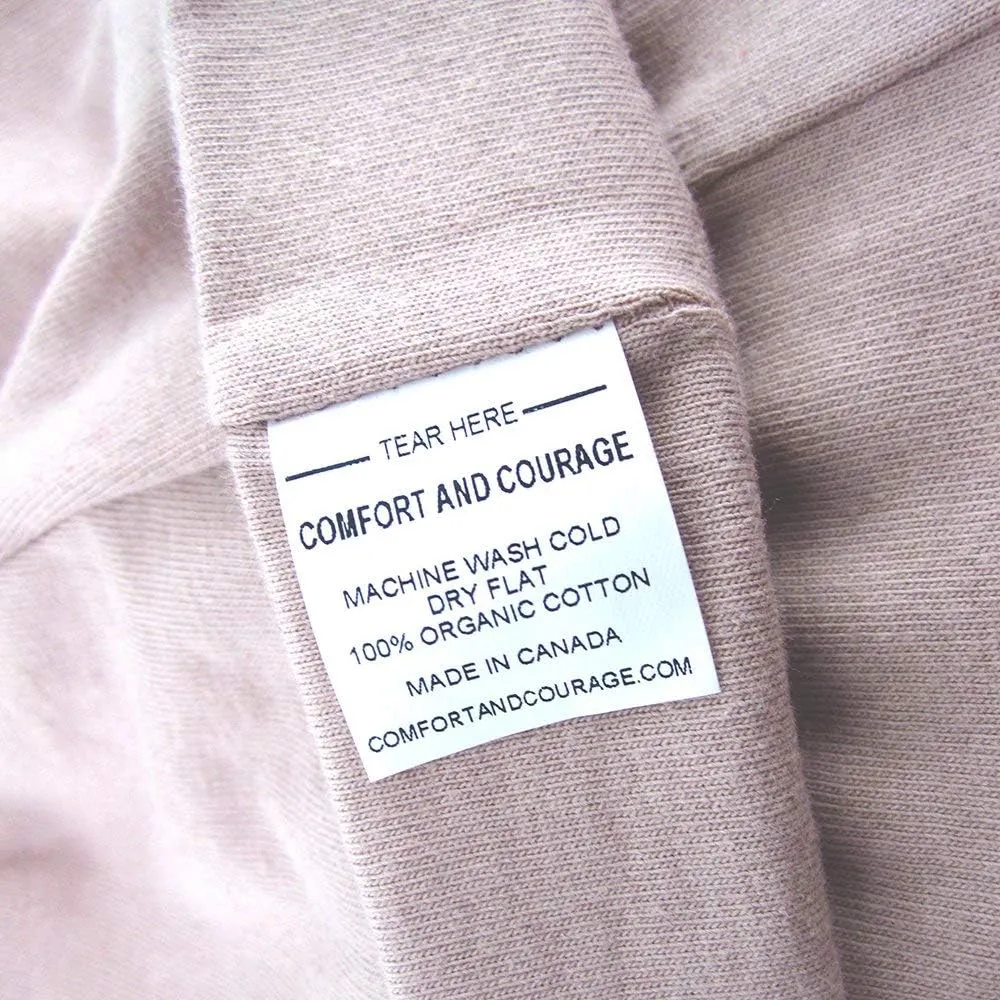 TEAR HERE
COMFORT AND COURAGE
MACHINE WASH COLD
DRY FLAT
100% ORGANIC COTTON
MADE IN CANADA
COMFORTANDCOURAGE.COM